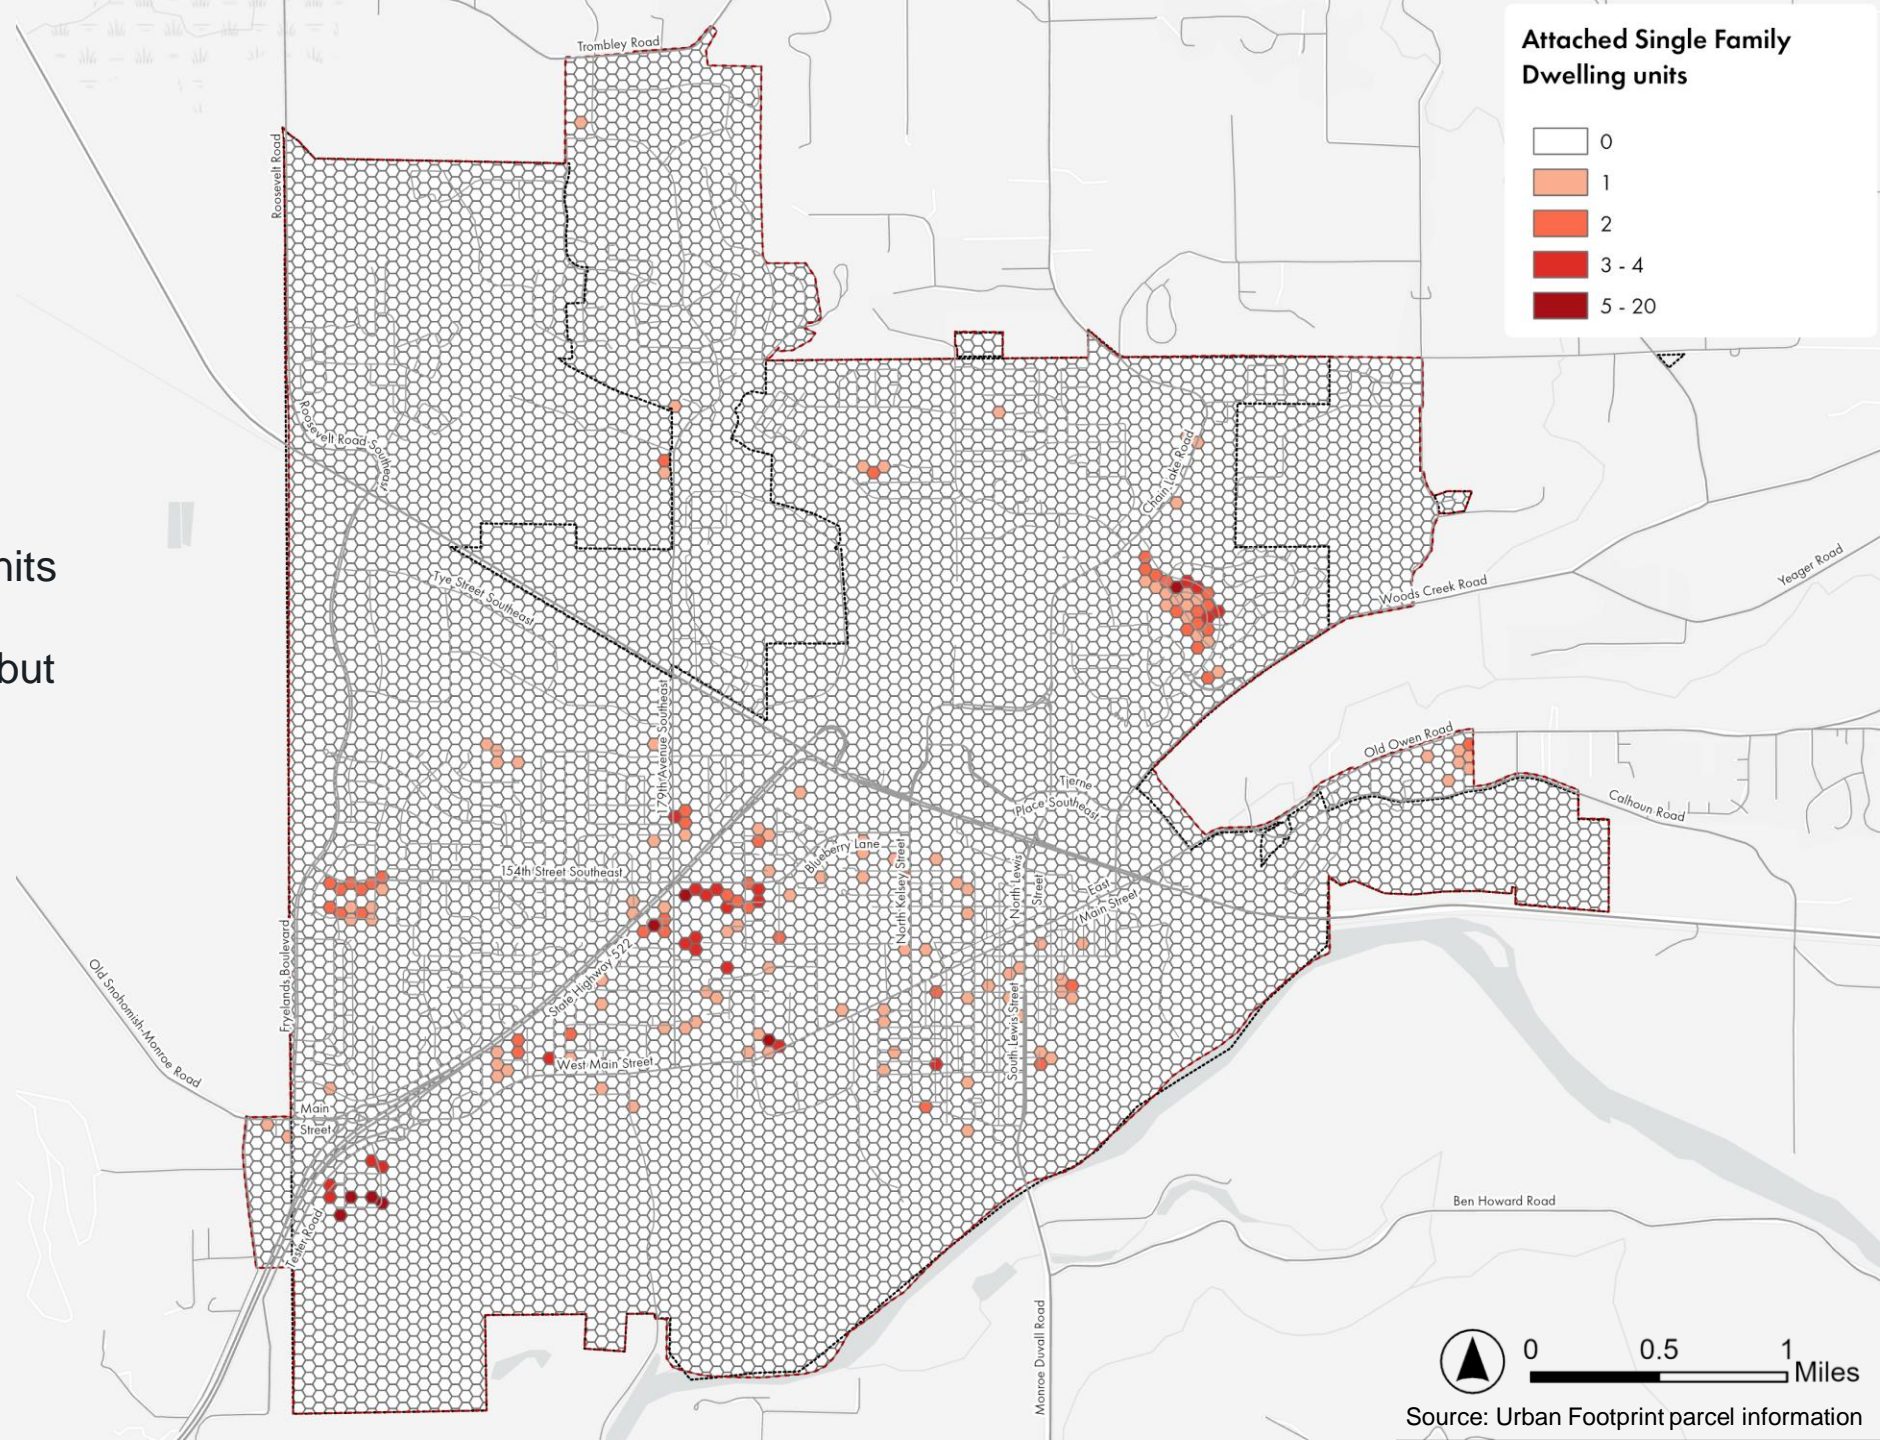 Attached Single Family
Dwelling units
0
1
2
3 - 4
5 - 20
Trombley Road
Roosevelt Road
Roosevelt Road Southeast
Chain Lake Road
nits
but
Tye Street Southeast
Woods Creek Road
Yeager Road
179th Avenue Southeast
Old Owen Road
Tjerne
Place Southeast
Calhoun Road
Blueberry Lane
154th Street Southeast
North Kelsey Street
North Lewis
Street
East
Main Street
State Highway 522
Fryelands Boulevard
Old Snohomish-Monroe Road
South Lewis Street
West Main Street
Main
Street
Tester Road
Ben Howard Road
Monroe Duvall Road
0 0.5 1
Miles
Source: Urban Footprint parcel information